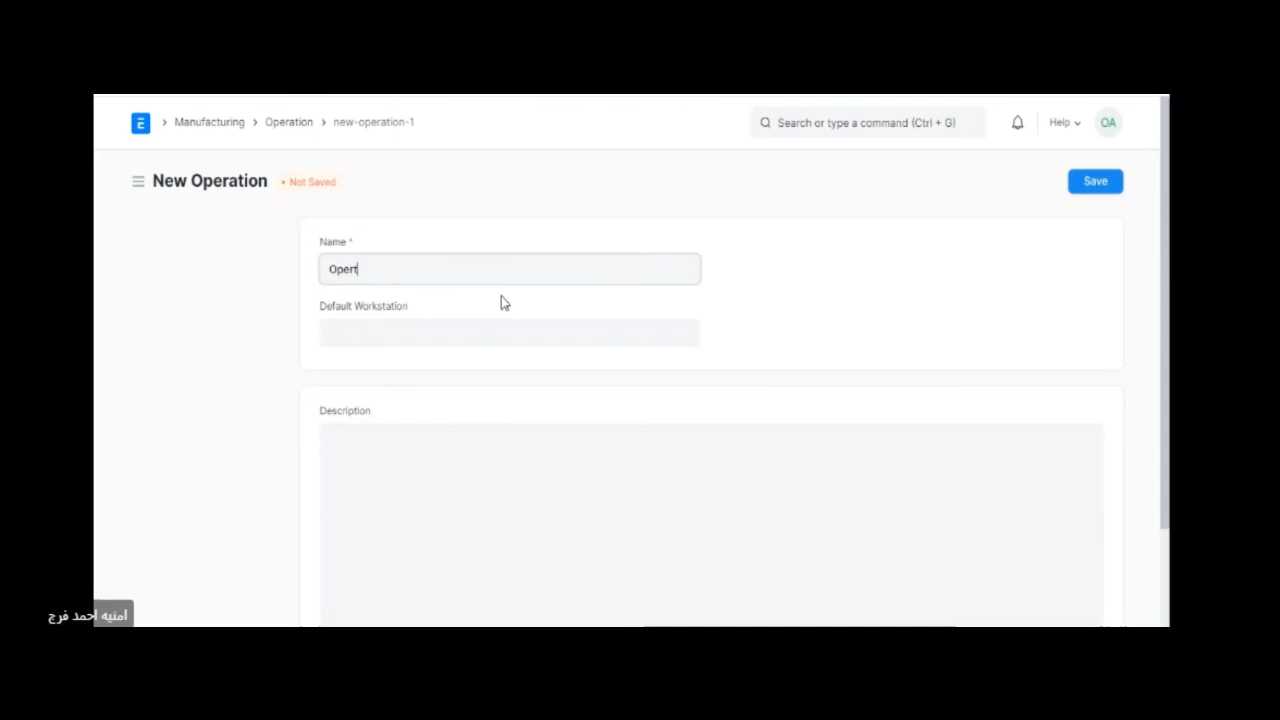 Manufacturing > Operation > new-operation-1
Search or type a command (Ctrl + G)
Help
OA
New Operation
• Not Saved
Save
Name *
Opert
Default Workstation
Description
امنيه احمد فرج